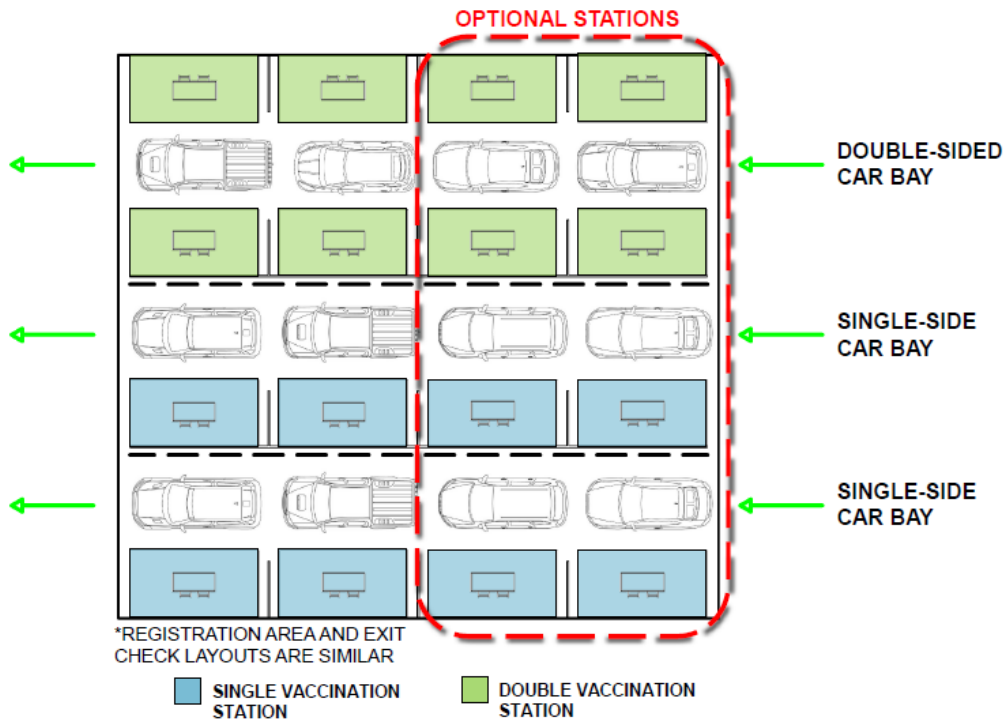 OPTIONAL STATIONS
DOUBLE-SIDED
CAR BAY
SINGLE-SIDE
CAR BAY
SINGLE-SIDE
CAR BAY
*REGISTRATION AREA AND EXIT
CHECK LAYOUTS ARE SIMILAR
SINGLE VACCINATION
STATION
DOUBLE VACCINATION
STATION